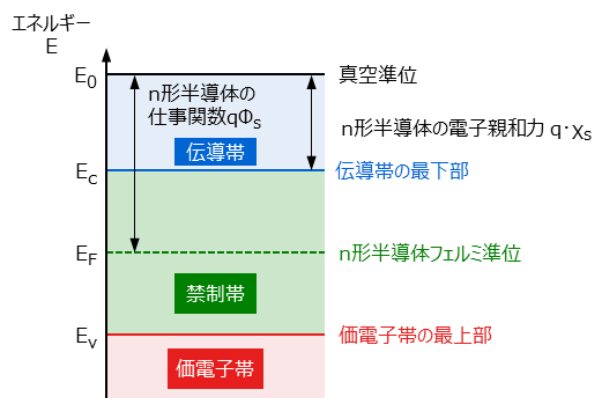 エネルギー
E
E0
真空準位
n形半導体の
仕事関数qΦs
n形半導体の電子親和力 q・χs
伝導帯
Ec
伝導帯の最下部
EF
n形半導体フェルミ準位
禁制帯
Ev
価電子帯の最上部
価電子帯